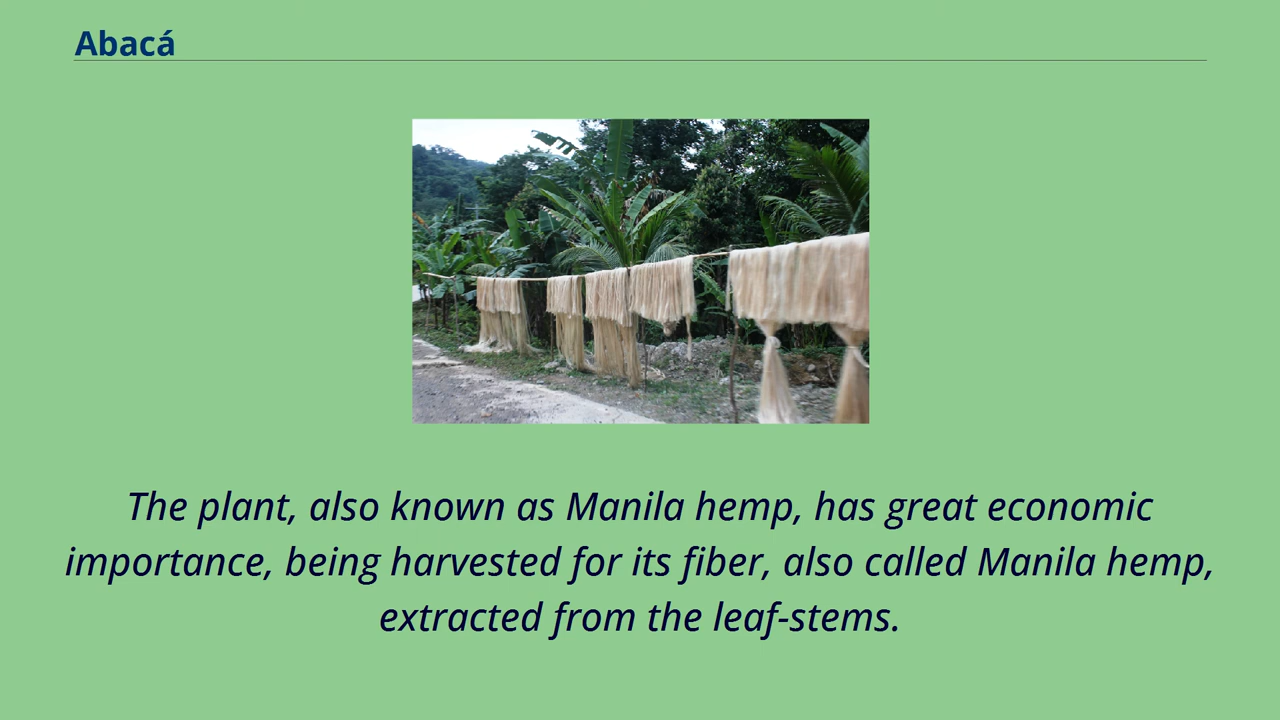 Abacá
The plant, also known as Manila hemp, has great economic
importance, being harvested for its fiber, also called Manila hemp,
extracted from the leaf-stems.